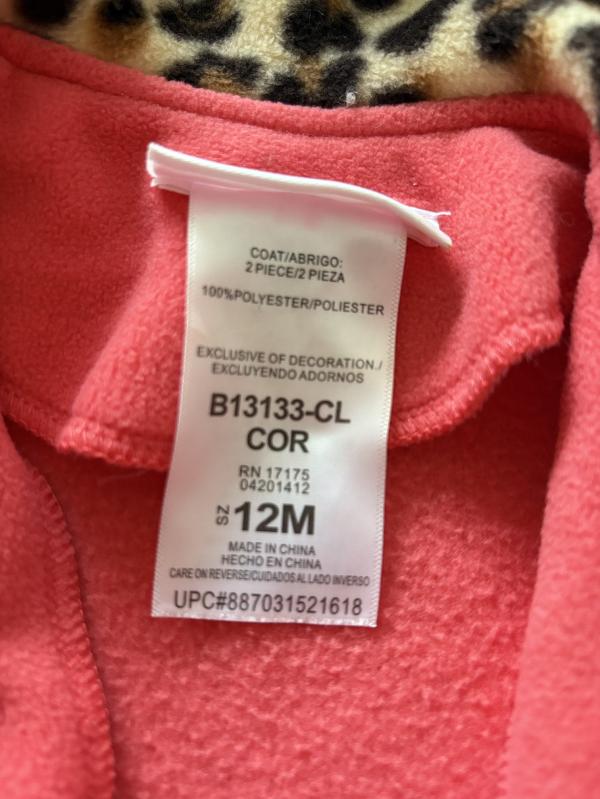 COAT/ABRIGO:
2 PIECE/2 PIEZA
100%POLYESTER/POLIESTER
EXCLUSIVE OF DECORATION./
EXCLUYENDO ADORNOS
B13133-CL
COR
RN 17175
04201412
SZ 12M
MADE IN CHINA
HECHO EN CHINA
CARE ON REVERSE/CUIDADOS AL LADO INVERSO
UPC#887031521618